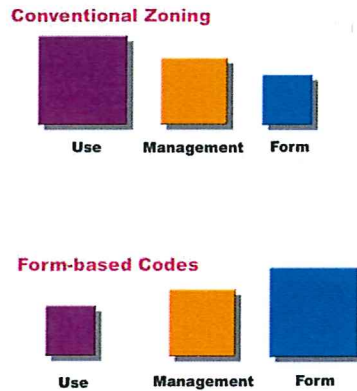 Conventional Zoning
Use Management Form
Form-based Codes
Use Management Form